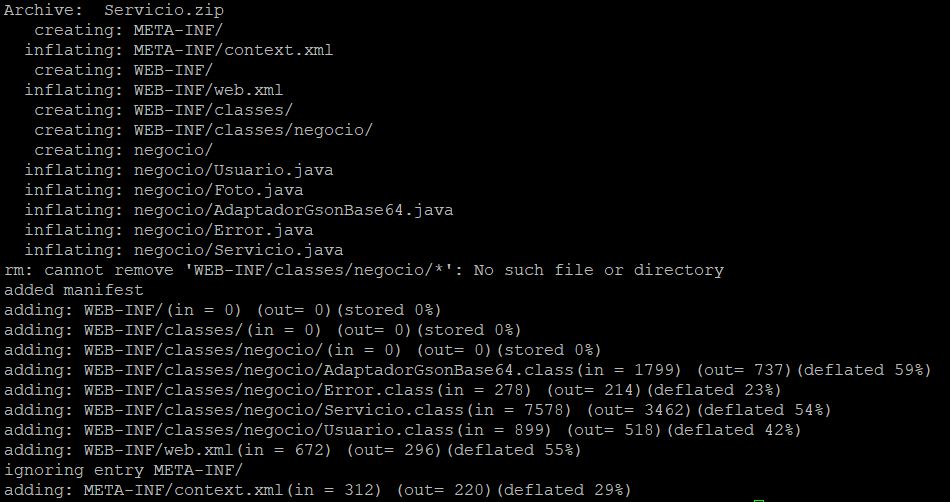 Archive:  Servicio.zip
   creating: META-INF/
  inflating: META-INF/context.xml
   creating: WEB-INF/
  inflating: WEB-INF/web.xml
   creating: WEB-INF/classes/
   creating: WEB-INF/classes/negocio/
   creating: negocio/
  inflating: negocio/Usuario.java
  inflating: negocio/Foto.java
  inflating: negocio/AdaptadorGsonBase64.java
  inflating: negocio/Error.java
  inflating: negocio/Servicio.java
rm: cannot remove 'WEB-INF/classes/negocio/*': No such file or directory
added manifest
adding: WEB-INF/(in = 0) (out= 0)(stored 0%)
adding: WEB-INF/classes/(in = 0) (out= 0)(stored 0%)
adding: WEB-INF/classes/negocio/(in = 0) (out= 0)(stored 0%)
adding: WEB-INF/classes/negocio/AdaptadorGsonBase64.class(in = 1799) (out= 737)(deflated 59%)
adding: WEB-INF/classes/negocio/Error.class(in = 278) (out= 214)(deflated 23%)
adding: WEB-INF/classes/negocio/Servicio.class(in = 7578) (out= 3462)(deflated 54%)
adding: WEB-INF/classes/negocio/Usuario.class(in = 899) (out= 518)(deflated 42%)
adding: WEB-INF/web.xml(in = 672) (out= 296)(deflated 55%)
ignoring entry META-INF/
adding: META-INF/context.xml(in = 312) (out= 220)(deflated 29%)